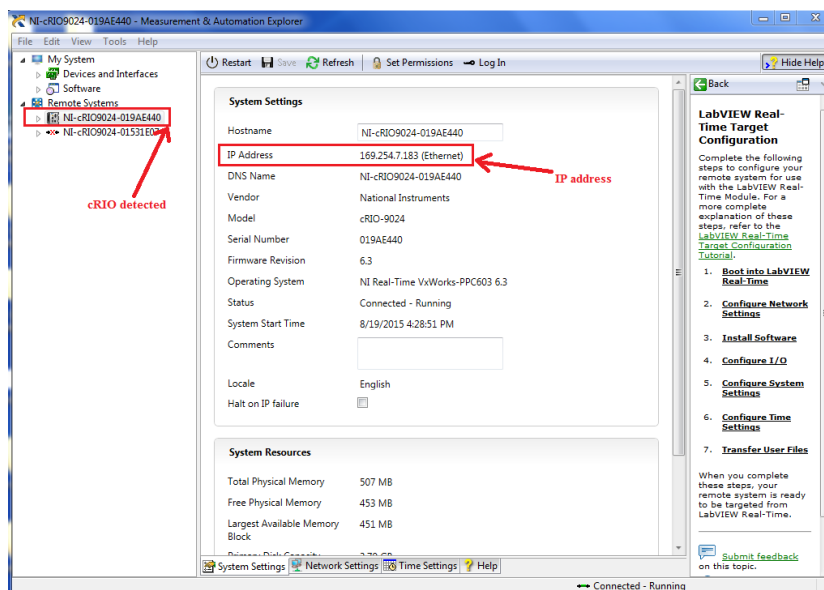 NI-cRIO9024-019AE440 - Measurement & Automation Explorer
File Edit View Tools Help
My System
Devices and Interfaces
Software
Remote Systems
NI-cRIO9024-019AE440
NI-cRIO9024-01531E07
cRIO detected
Restart Save Refresh Set Permissions Log In
Hide Help
System Settings
Hostname NI-cRIO9024-019AE440
IP Address 169.254.7.183 (Ethernet)
IP address
DNS Name NI-cRIO9024-019AE440
Vendor National Instruments
Model cRIO-9024
Serial Number 019AE440
Firmware Revision 6.3
Operating System NI Real-Time VxWorks-PPC603 6.3
Status Connected - Running
System Start Time 8/19/2015 4:28:51 PM
Comments
Locale English
Halt on IP failure
System Resources
Total Physical Memory 507 MB
Free Physical Memory 453 MB
Largest Available Memory 451 MB
Block
System Settings Network Settings Time Settings Help
Back
LabVIEW Real-
Time Target
Configuration
Complete the following
steps to configure your
remote system for use
with the LabVIEW Real-
Time Module. For a
more complete
explanation of these
steps, refer to the
LabVIEW Real-Time
Target Configuration
Tutorial.
1. Boot into LabVIEW
Real-Time
2. Configure Network
Settings
3. Install Software
4. Configure I/O
5. Configure System
Settings
6. Configure Time
Settings
7. Transfer User Files
When you complete
these steps, your
remote system is ready
to be targeted from
LabVIEW Real-Time.
Submit feedback
on this topic.
Connected - Running